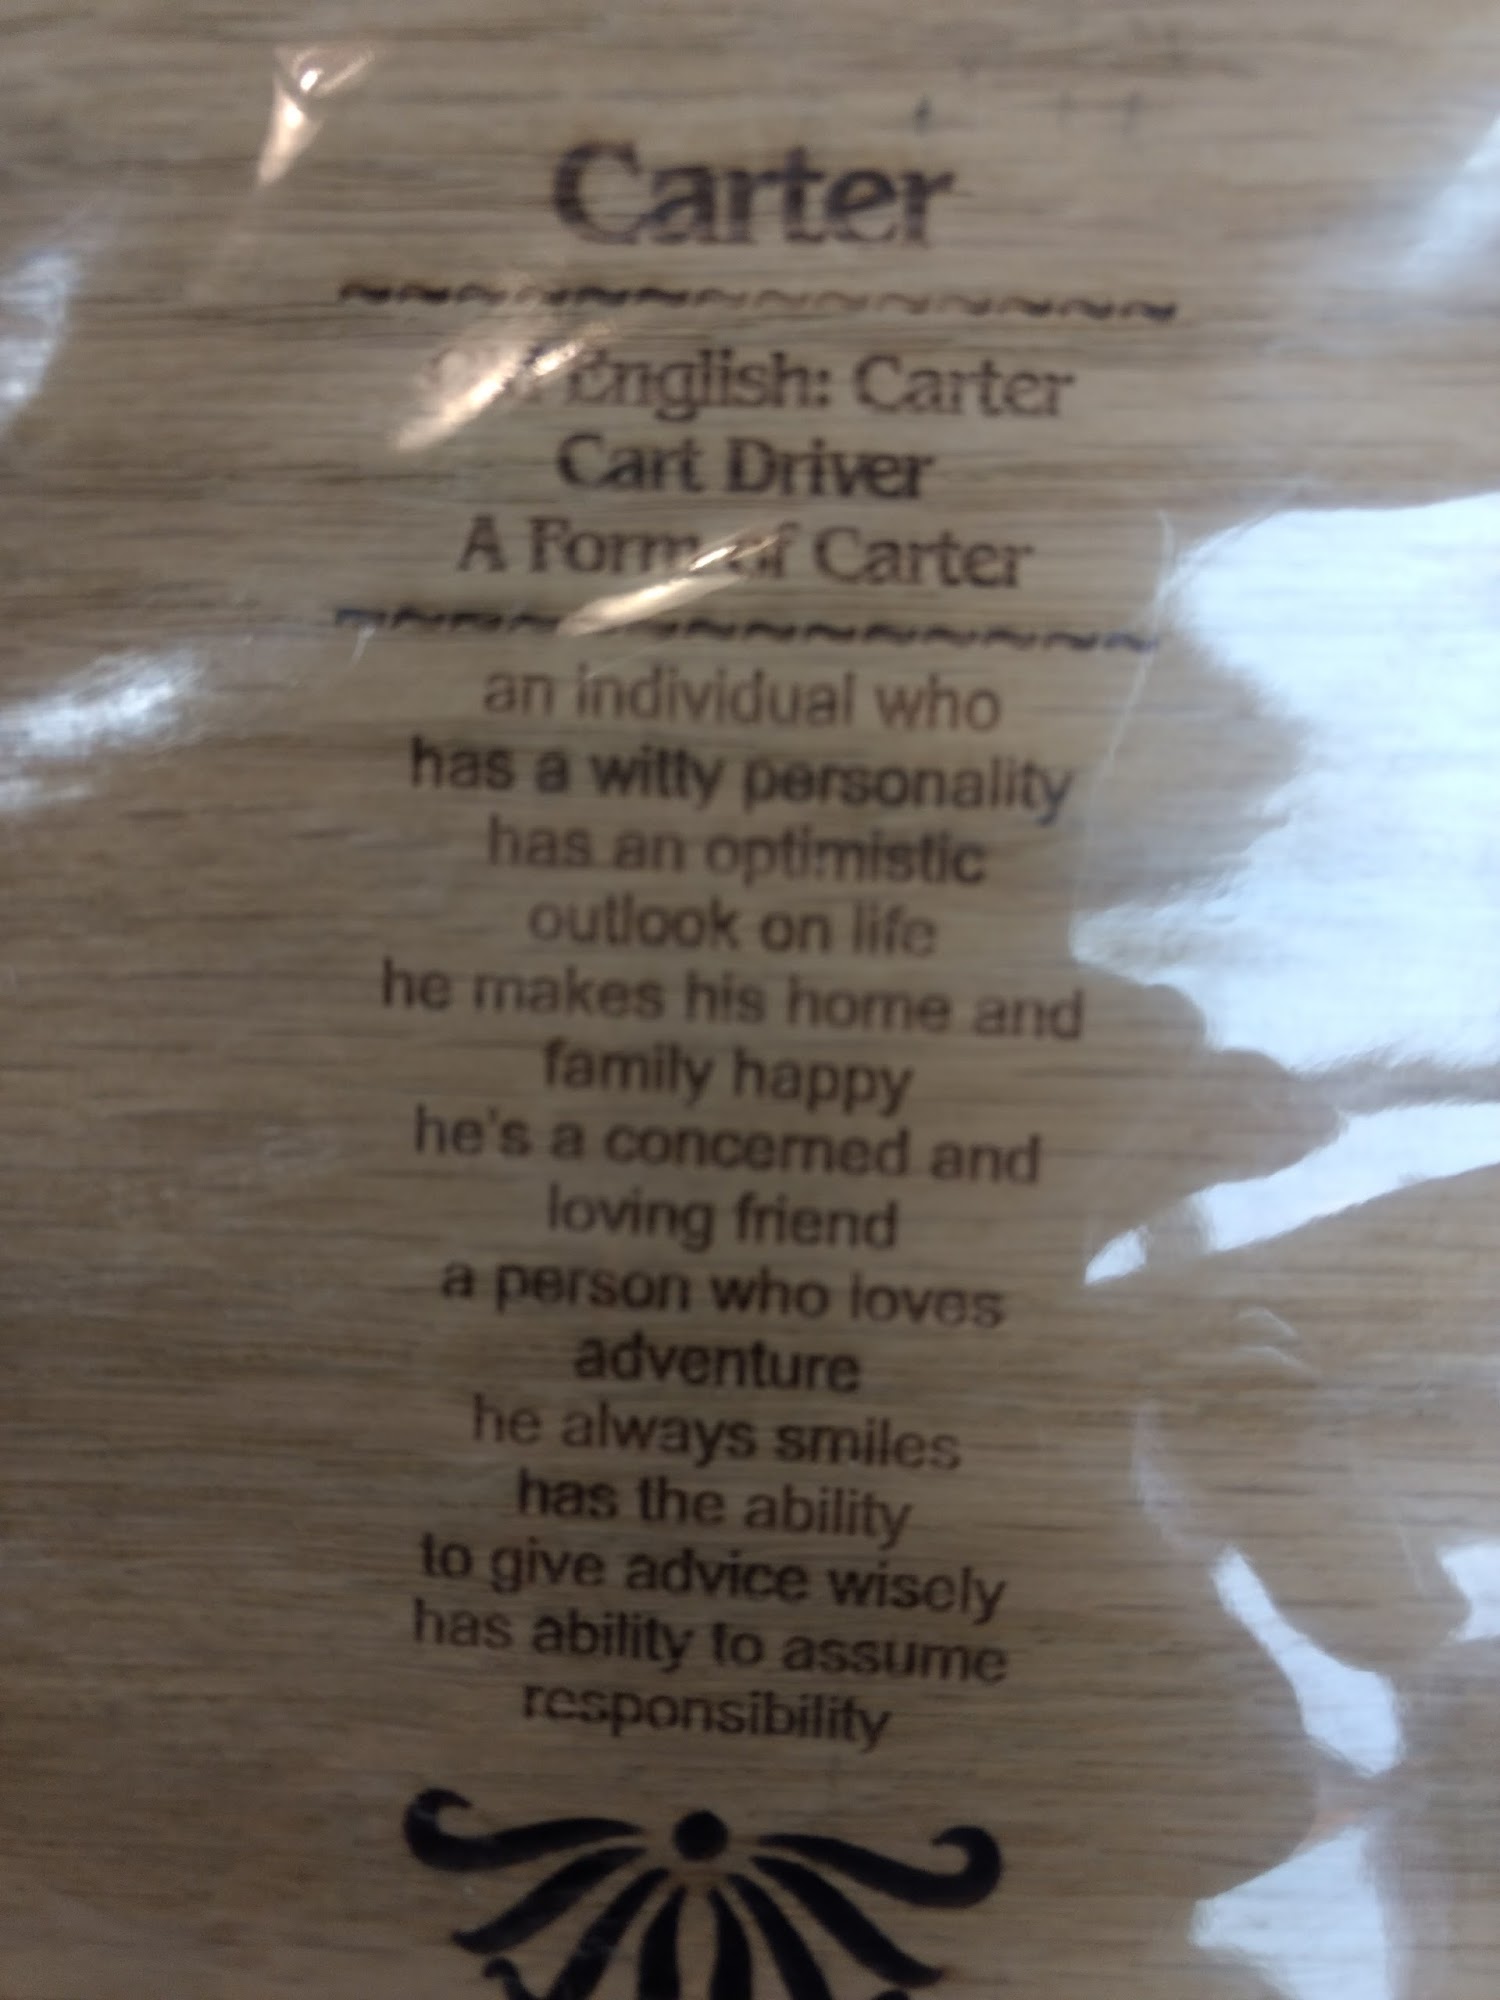 Carter
~~~~~~~~~~~~~~
English: Carter
Cart Driver
A Form of Carter
~~~~~~~~~~~~~~
an individual who
has a witty personality
has an optimistic
outlook on life
he makes his home and
family happy
he's a concerned and
loving friend
a person who loves
adventure
he always smiles
has the ability
to give advice wisely
has ability to assume
responsibility